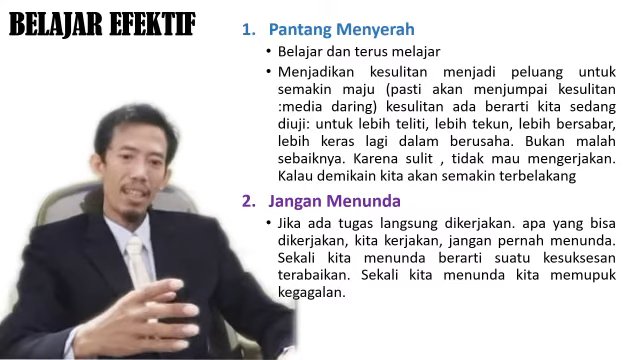 BELAJAR EFEKTIF
1. Pantang Menyerah
• Belajar dan terus melajar
• Menjadikan kesulitan menjadi peluang untuk
semakin maju (pasti akan menjumpai kesulitan
:media daring) kesulitan ada berarti kita sedang
diuji: untuk lebih teliti, lebih tekun, lebih bersabar,
lebih keras lagi dalam berusaha. Bukan malah
sebaiknya. Karena sulit , tidak mau mengerjakan.
Kalau demikain kita akan semakin terbelakang
2. Jangan Menunda
• Jika ada tugas langsung dikerjakan. apa yang bisa
dikerjakan, kita kerjakan, jangan pernah menunda.
Sekali kita menunda berarti suatu kesuksesan
terabaikan. Sekali kita menunda kita memupuk
kegagalan.